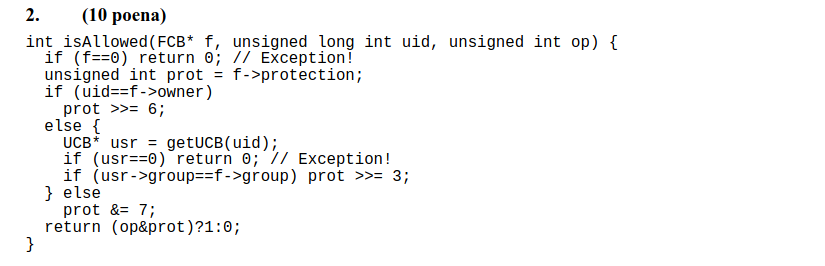 2. (10 poena)
int isAllowed(FCB* f, unsigned long int uid, unsigned int op) {
  if (f==0) return 0; // Exception!
  unsigned int prot = f->protection;
  if (uid==f->owner)
    prot >>= 6;
  else {
    UCB* usr = getUCB(uid);
    if (usr==0) return 0; // Exception!
    if (usr->group==f->group) prot >>= 3;
  } else
    prot &= 7;
  return (op&prot)?1:0;
}